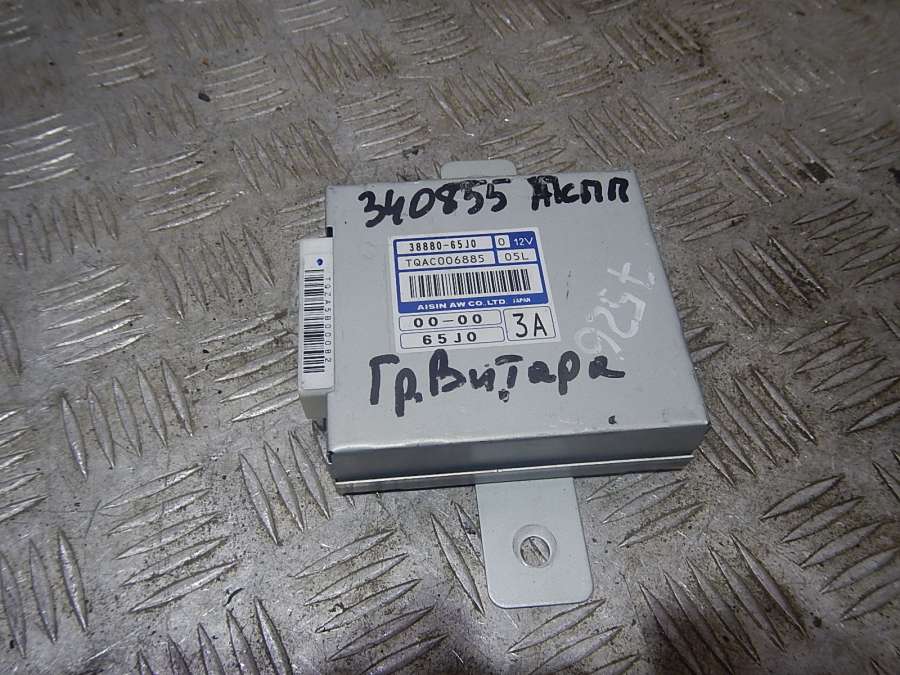 340855 АКПП
38880-65J0 0 12V
TQAC006885 05L
AISIN AW CO.,LTD. JAPAN
00-00
65J0 3A
Гр.Витара
TQZA5B00082